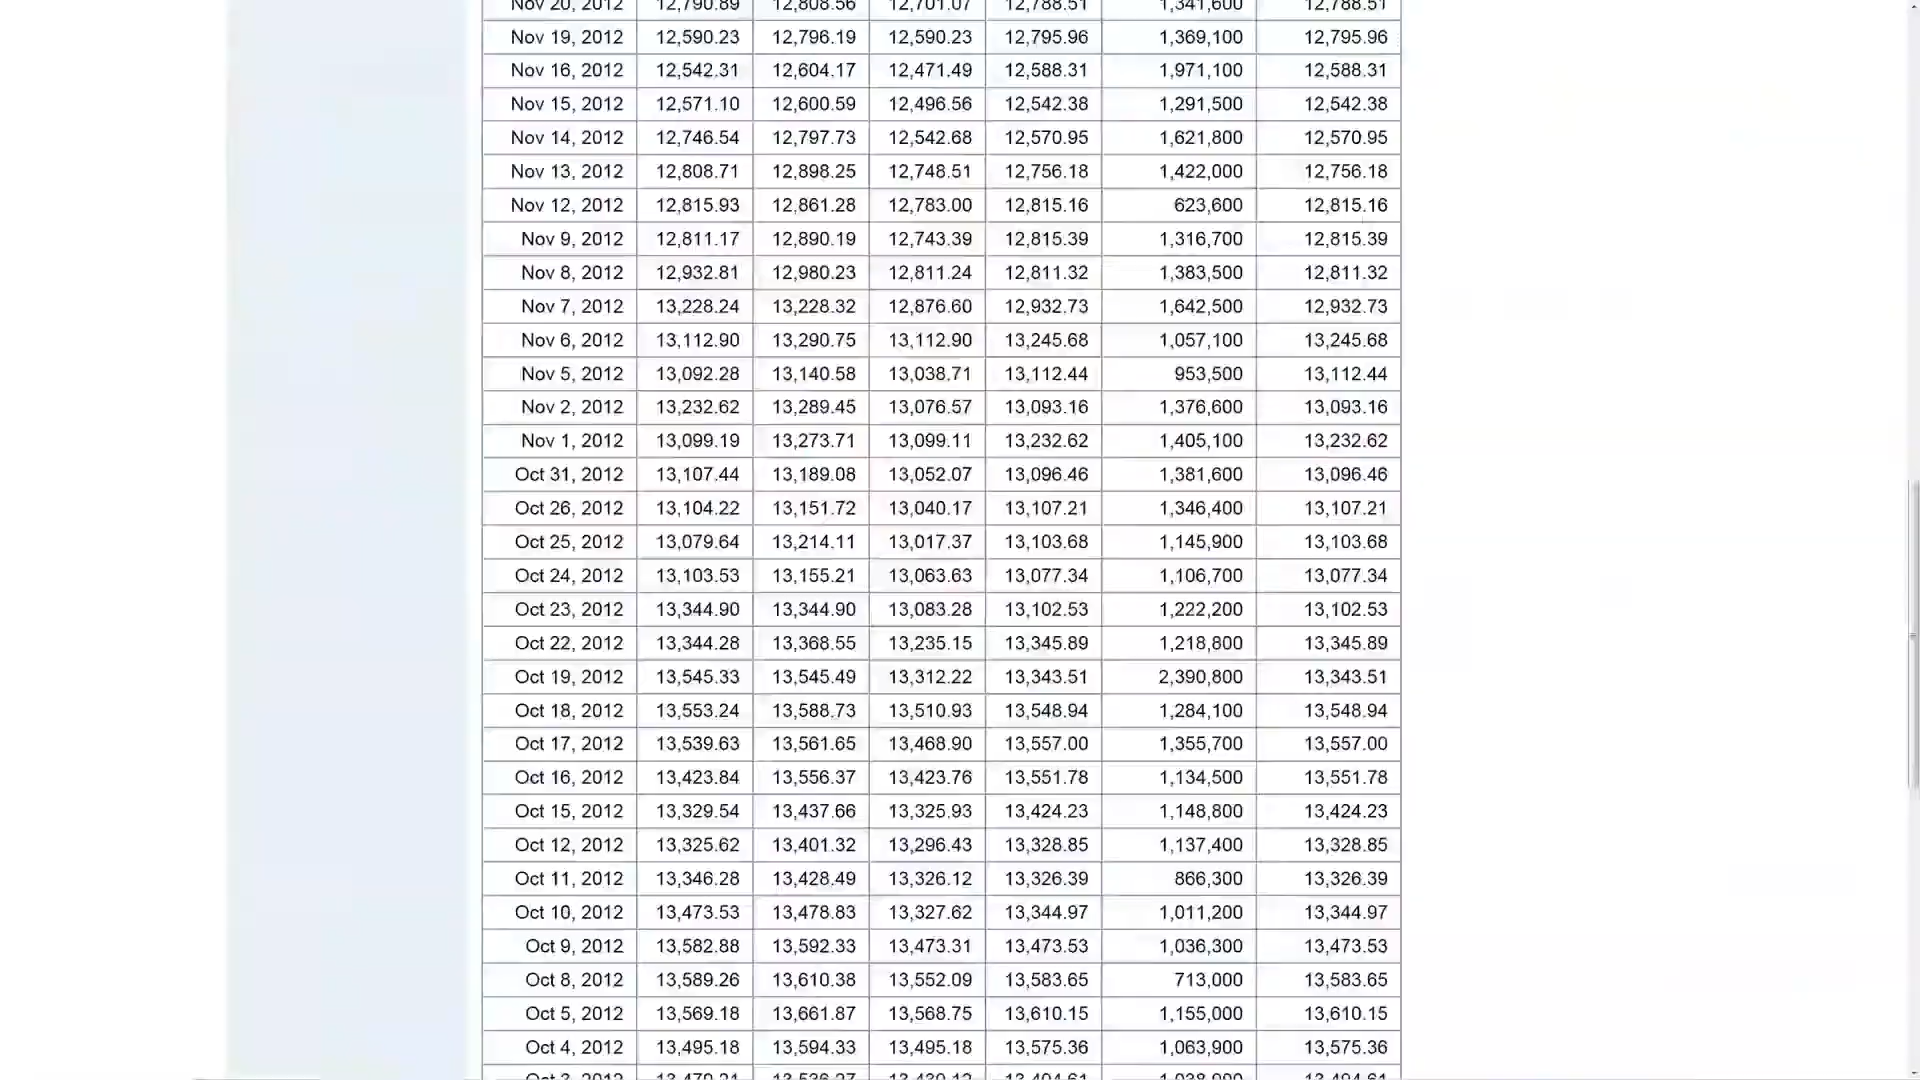 Nov 20, 2012 12,790.89 12,808.56 12,701.07 12,788.51 1,341,600 12,788.51
Nov 19, 2012 12,590.23 12,796.19 12,590.23 12,795.96 1,369,100 12,795.96
Nov 16, 2012 12,542.31 12,604.17 12,471.49 12,588.31 1,971,100 12,588.31
Nov 15, 2012 12,571.10 12,600.59 12,496.56 12,542.38 1,291,500 12,542.38
Nov 14, 2012 12,746.54 12,797.73 12,542.68 12,570.95 1,621,800 12,570.95
Nov 13, 2012 12,808.71 12,898.25 12,748.51 12,756.18 1,422,000 12,756.18
Nov 12, 2012 12,815.93 12,861.28 12,783.00 12,815.16 623,600 12,815.16
Nov 9, 2012 12,811.17 12,890.19 12,743.39 12,815.39 1,316,700 12,815.39
Nov 8, 2012 12,932.81 12,980.23 12,811.24 12,811.32 1,383,500 12,811.32
Nov 7, 2012 13,228.24 13,228.32 12,876.60 12,932.73 1,642,500 12,932.73
Nov 6, 2012 13,112.90 13,290.75 13,112.90 13,245.68 1,057,100 13,245.68
Nov 5, 2012 13,092.28 13,140.58 13,038.71 13,112.44 953,500 13,112.44
Nov 2, 2012 13,232.62 13,289.45 13,076.57 13,093.16 1,376,600 13,093.16
Nov 1, 2012 13,099.19 13,273.71 13,099.11 13,232.62 1,405,100 13,232.62
Oct 31, 2012 13,107.44 13,189.08 13,052.07 13,096.46 1,381,600 13,096.46
Oct 26, 2012 13,104.22 13,151.72 13,040.17 13,107.21 1,346,400 13,107.21
Oct 25, 2012 13,079.64 13,214.11 13,017.37 13,103.68 1,145,900 13,103.68
Oct 24, 2012 13,103.53 13,155.21 13,063.63 13,077.34 1,106,700 13,077.34
Oct 23, 2012 13,344.90 13,344.90 13,083.28 13,102.53 1,222,200 13,102.53
Oct 22, 2012 13,344.28 13,368.55 13,235.15 13,345.89 1,218,800 13,345.89
Oct 19, 2012 13,545.33 13,545.49 13,312.22 13,343.51 2,390,800 13,343.51
Oct 18, 2012 13,553.24 13,588.73 13,510.93 13,548.94 1,284,100 13,548.94
Oct 17, 2012 13,539.63 13,561.65 13,468.90 13,557.00 1,355,700 13,557.00
Oct 16, 2012 13,423.84 13,556.37 13,423.76 13,551.78 1,134,500 13,551.78
Oct 15, 2012 13,329.54 13,437.66 13,325.93 13,424.23 1,148,800 13,424.23
Oct 12, 2012 13,325.62 13,401.32 13,296.43 13,328.85 1,137,400 13,328.85
Oct 11, 2012 13,346.28 13,428.49 13,326.12 13,326.39 866,300 13,326.39
Oct 10, 2012 13,473.53 13,478.83 13,327.62 13,344.97 1,011,200 13,344.97
Oct 9, 2012 13,582.88 13,592.33 13,473.31 13,473.53 1,036,300 13,473.53
Oct 8, 2012 13,589.26 13,610.38 13,552.09 13,583.65 713,000 13,583.65
Oct 5, 2012 13,569.18 13,661.87 13,568.75 13,610.15 1,155,000 13,610.15
Oct 4, 2012 13,495.18 13,594.33 13,495.18 13,575.36 1,063,900 13,575.36